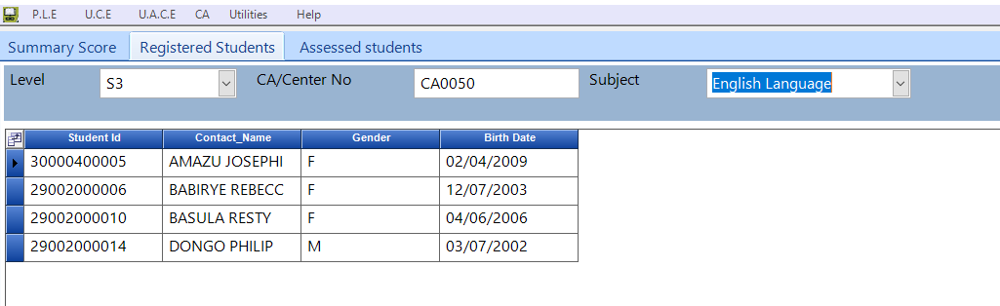 P.L.E U.C.E U.A.C.E CA Utilities Help
Summary Score Registered Students Assessed students
Level S3 CA/Center No CA0050 Subject English Language
Student Id Contact_Name Gender Birth Date
30000400005 AMAZU JOSEPHI F 02/04/2009
29002000006 BABIRYE REBECC F 12/07/2003
29002000010 BASULA RESTY F 04/06/2006
29002000014 DONGO PHILIP M 03/07/2002